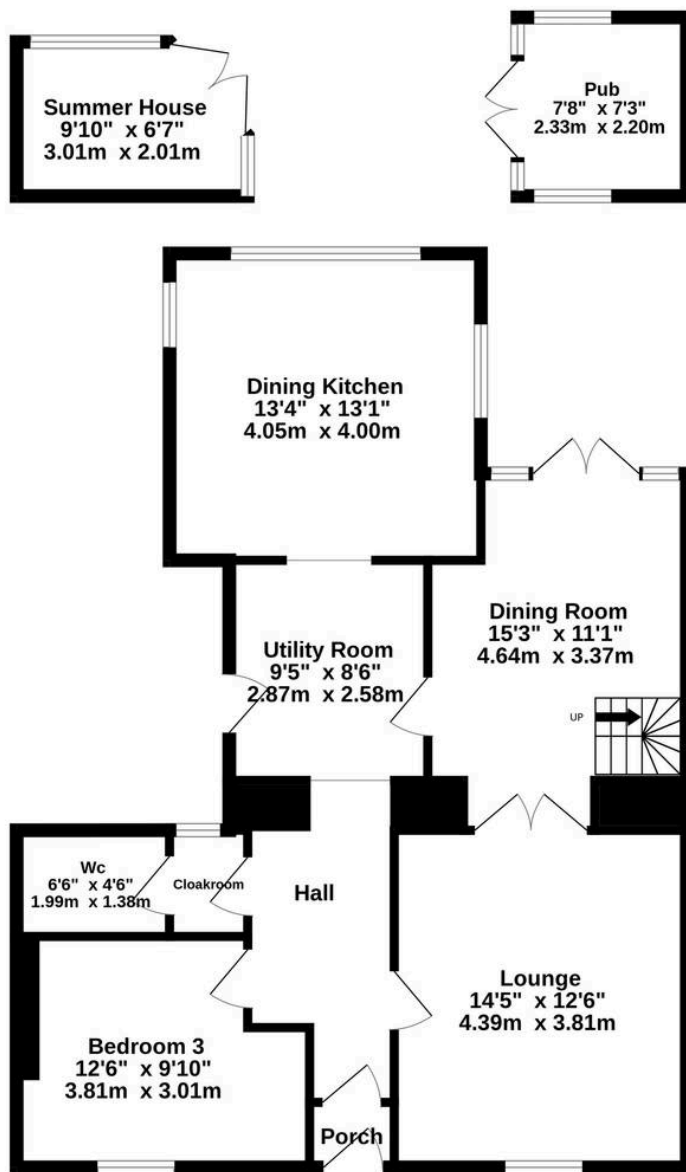 Summer House
9'10" x 6'7"
3.01m x 2.01m
Pub
7'8" x 7'3"
2.33m x 2.20m
Dining Kitchen
13'4" x 13'1"
4.05m x 4.00m
Dining Room
15'3" x 11'1"
4.64m x 3.37m
Utility Room
9'5" x 8'6"
2.87m x 2.58m
UP
Wc
6'6" x 4'6"
1.99m x 1.38m
Cloakroom
Hall
Lounge
14'5" x 12'6"
4.39m x 3.81m
Bedroom 3
12'6" x 9'10"
3.81m x 3.01m
Porch